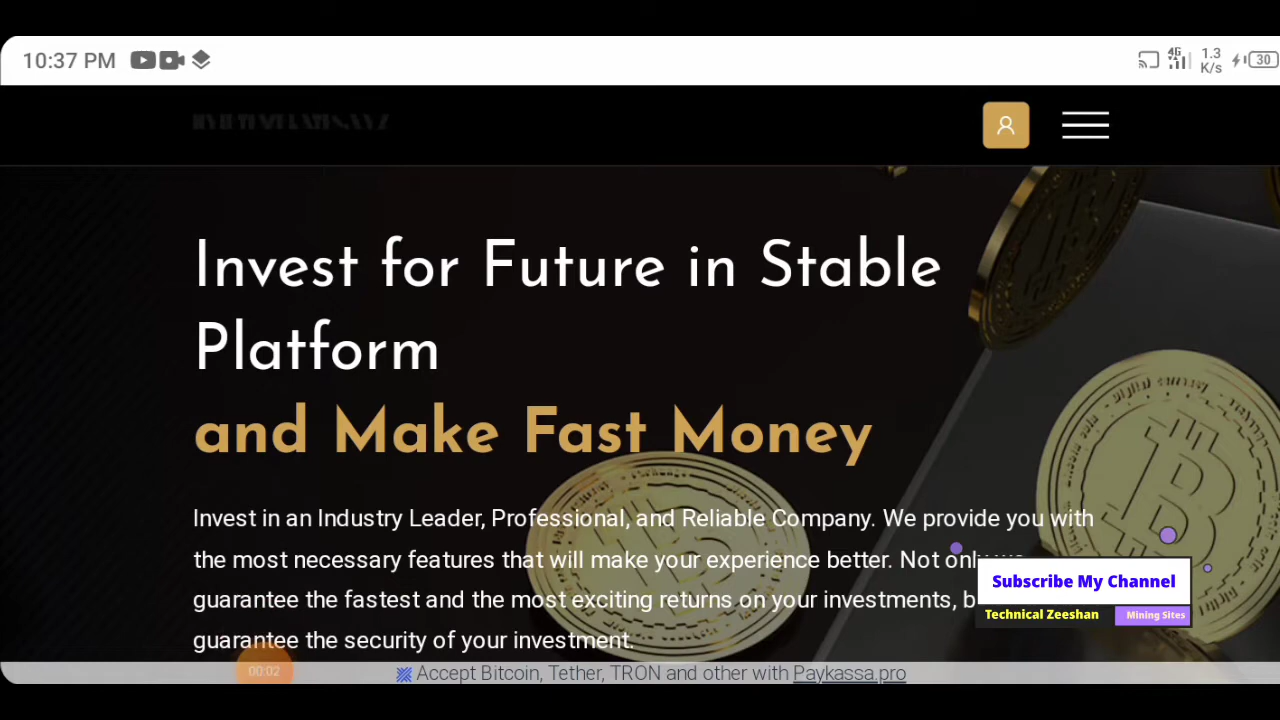 10:37 PM
4G
1.3
K/s
30
Invest for Future in Stable
Platform
and Make Fast Money
Invest in an Industry Leader, Professional, and Reliable Company. We provide you with
the most necessary features that will make your experience better. Not only we
guarantee the fastest and the most exciting returns on your investments, b
guarantee the security of your investment.
Subscribe My Channel
Technical Zeeshan
Mining Sites
00:02
Accept Bitcoin, Tether, TRON and other with Paykassa.pro